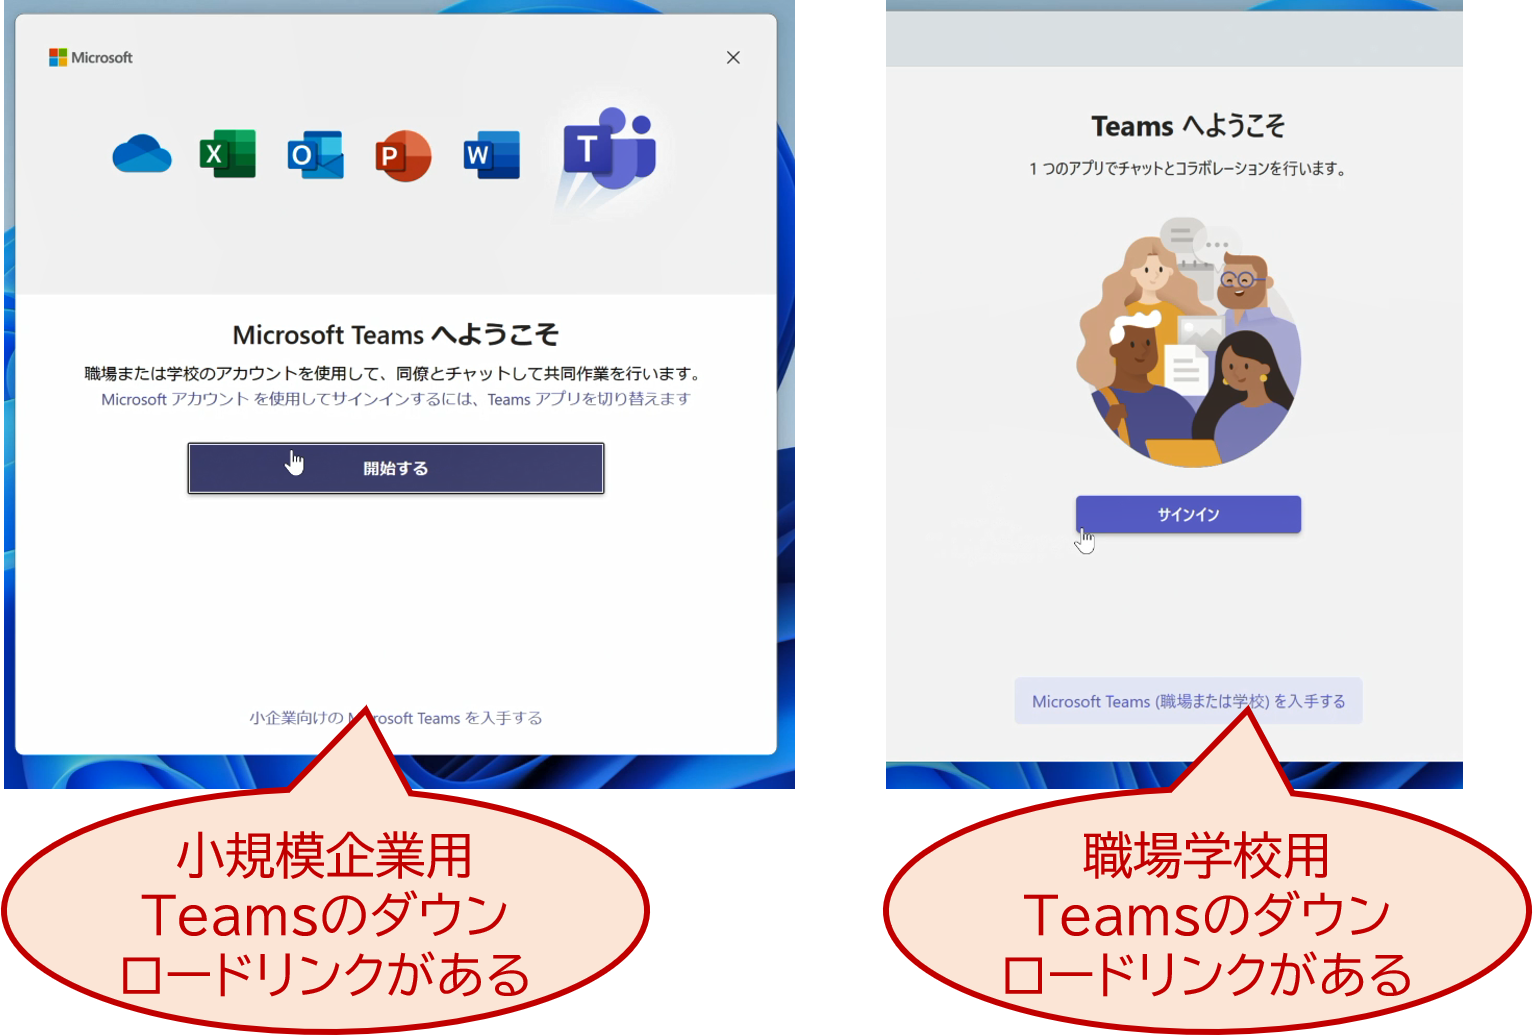 Microsoft
Microsoft Teams へようこそ
職場または学校のアカウントを使用して、同僚とチャットして共同作業を行います。
Microsoft アカウント を使用してサインインするには、Teams アプリを切り替えます
開始する
小企業向けの Microsoft Teams を入手する
小規模企業用
Teamsのダウン
ロードリンクがある
Teams へようこそ
1 つのアプリでチャットとコラボレーションを行います。
サインイン
Microsoft Teams (職場または学校) を入手する
職場学校用
Teamsのダウン
ロードリンクがある